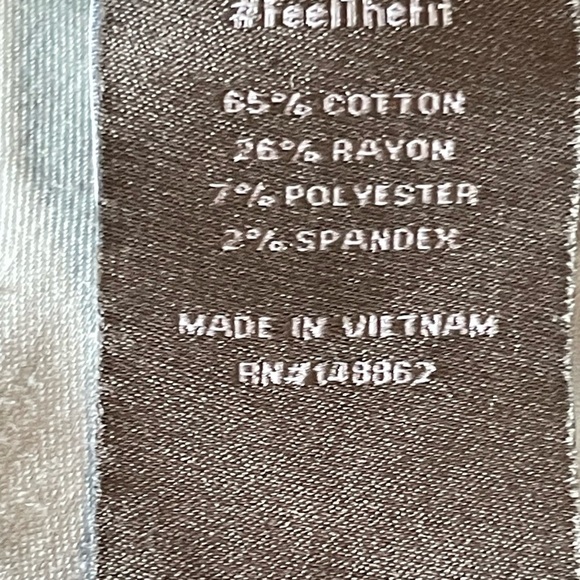 #FeelTheFit
65% COTTON
26% RAYON
7% POLYESTER
2% SPANDEX
MADE IN VIETNAM
RN#148862